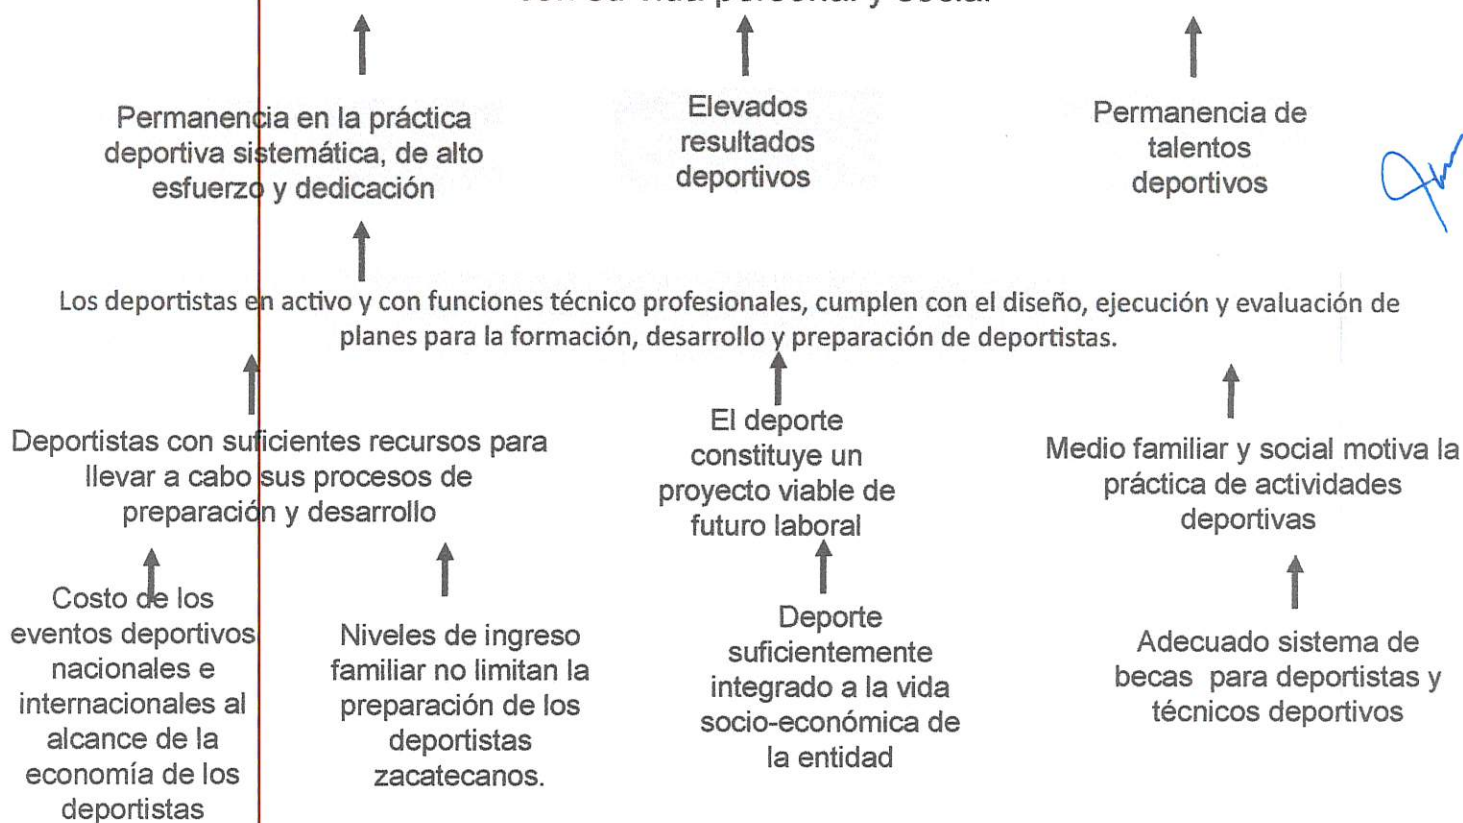 con su vida personal y social
Permanencia en la práctica
deportiva sistemática, de alto
esfuerzo y dedicación
Elevados
resultados
deportivos
Permanencia de
talentos
deportivos
Los deportistas en activo y con funciones técnico profesionales, cumplen con el diseño, ejecución y evaluación de
planes para la formación, desarrollo y preparación de deportistas.
Deportistas con suficientes recursos para
llevar a cabo sus procesos de
preparación y desarrollo
El deporte
constituye un
proyecto viable de
futuro laboral
Medio familiar y social motiva la
práctica de actividades
deportivas
Costo de los
eventos deportivos
nacionales e
internacionales al
alcance de la
economía de los
deportistas
Niveles de ingreso
familiar no limitan la
preparación de los
deportistas
zacatecanos.
Deporte
suficientemente
integrado a la vida
socio-económica de
la entidad
Adecuado sistema de
becas para deportistas y
técnicos deportivos